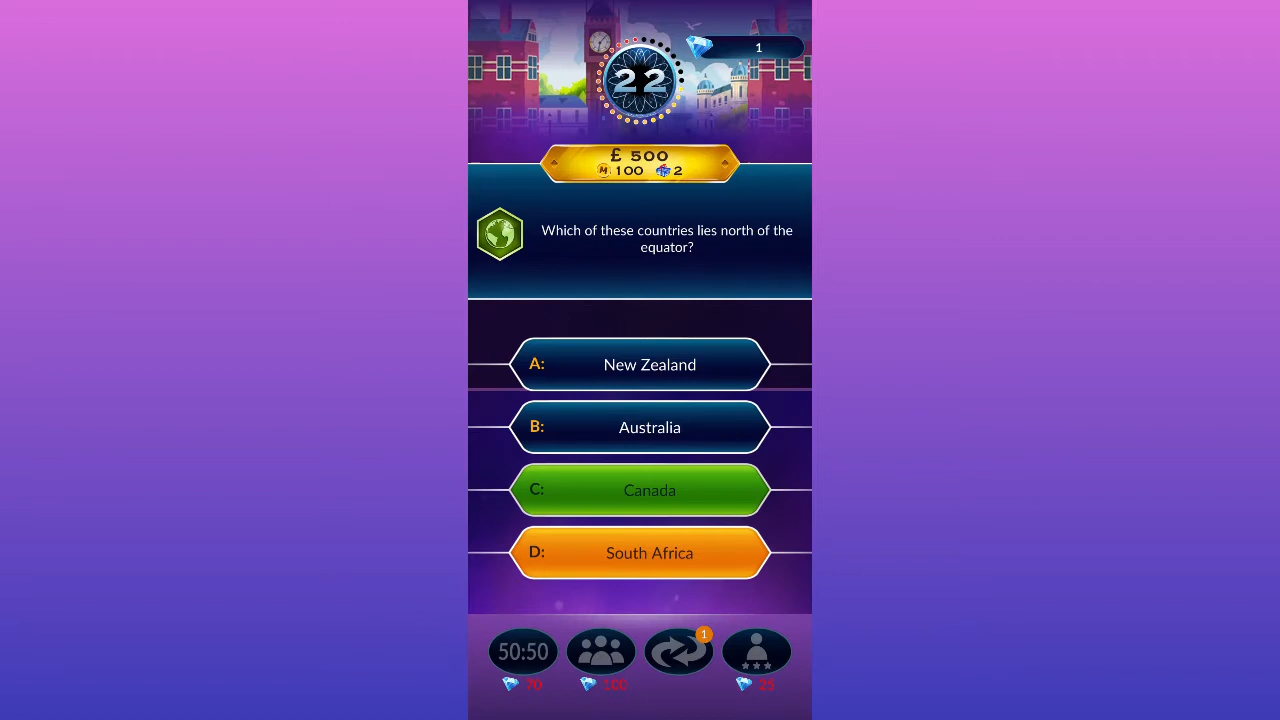 1
22
£ 500
100 2
Which of these countries lies north of the
equator?
A: New Zealand
B: Australia
C: Canada
D: South Africa
1
50:50
70 100 25